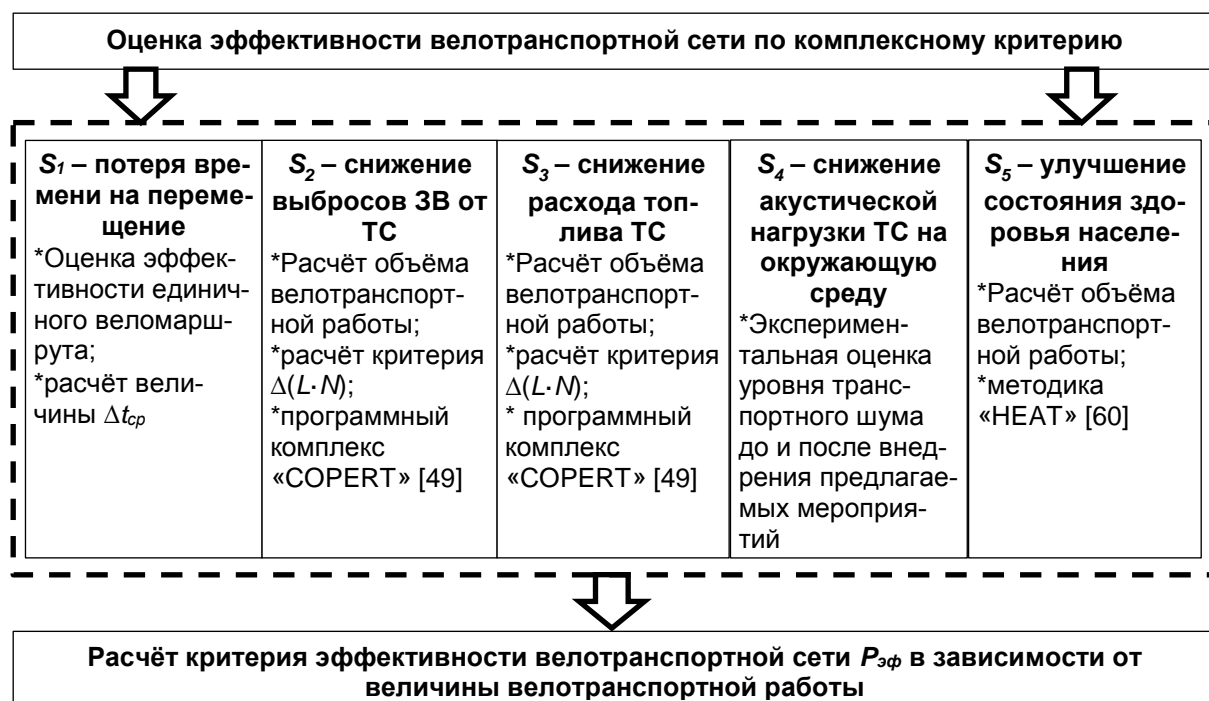 Оценка эффективности велотранспортной сети по комплексному критерию
S1 – потеря вре-
мени на переме-
щение
*Оценка эффек-
тивности единич-
ного веломарш-
рута;
*расчёт вели-
чины Δtср
S2 – снижение
выбросов ЗВ от
ТС
*Расчёт объёма
велотранспорт-
ной работы;
*расчёт критерия
Δ(L·N);
*программный
комплекс
«COPERT» [49]
S3 – снижение
расхода топ-
лива ТС
*Расчёт объёма
велотранспорт-
ной работы;
*расчёт критерия
Δ(L·N);
* программный
комплекс
«COPERT» [49]
S4 – снижение
акустической
нагрузки ТС на
окружающую
среду
*Эксперимен-
тальная оценка
уровня транс-
портного шума
до и после внед-
рения предлагае-
мых мероприя-
тий
S5 – улучшение
состояния здо-
ровья населе-
ния
*Расчёт объёма
велотранспорт-
ной работы;
*методика
«HEAT» [60]
Расчёт критерия эффективности велотранспортной сети Pэф в зависимости от
величины велотранспортной работы